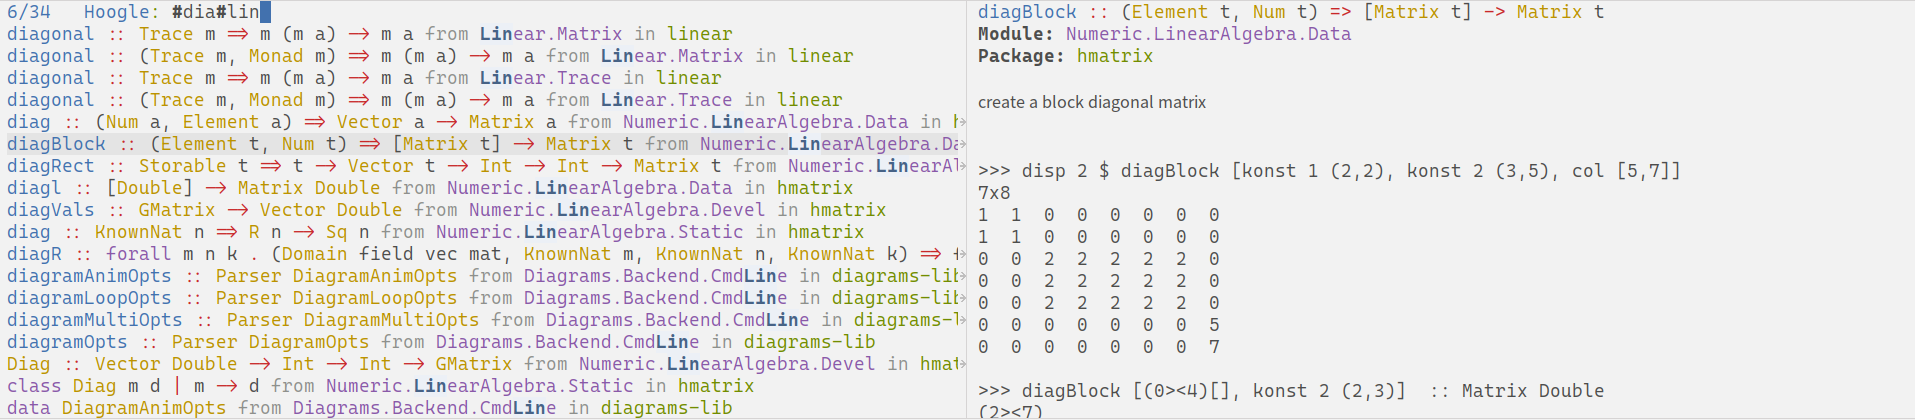 6/34 Hoogle: #dia#lin
diagonal :: Trace m => m (m a) -> m a from Linear.Matrix in linear
diagonal :: (Trace m, Monad m) => m (m a) -> m a from Linear.Matrix in linear
diagonal :: Trace m => m (m a) -> m a from Linear.Trace in linear
diagonal :: (Trace m, Monad m) => m (m a) -> m a from Linear.Trace in linear
diag :: (Num a, Element a) => Vector a -> Matrix a from Numeric.LinearAlgebra.Data in
diagBlock :: (Element t, Num t) => [Matrix t] -> Matrix t from Numeric.LinearAlgebra.Da
diagRect :: Storable t => t -> Vector t -> Int -> Int -> Matrix t from Numeric.LinearAl
diagl :: [Double] -> Matrix Double from Numeric.LinearAlgebra.Data in hmatrix
diagVals :: GMatrix -> Vector Double from Numeric.LinearAlgebra.Devel in hmatrix
diag :: KnownNat n => R n -> Sq n from Numeric.LinearAlgebra.Static in hmatrix
diagR :: forall m n k . (Domain field vec mat, KnownNat m, KnownNat n, KnownNat k) =>
diagramAnimOpts :: Parser DiagramAnimOpts from Diagrams.Backend.CmdLine in diagrams-lib
diagramLoopOpts :: Parser DiagramLoopOpts from Diagrams.Backend.CmdLine in diagrams-lib
diagramMultiOpts :: Parser DiagramMultiOpts from Diagrams.Backend.CmdLine in diagrams-l
diagramOpts :: Parser DiagramOpts from Diagrams.Backend.CmdLine in diagrams-lib
Diag :: Vector Double -> Int -> Int -> GMatrix from Numeric.LinearAlgebra.Devel in hmat
class Diag m d | m -> d from Numeric.LinearAlgebra.Static in hmatrix
data DiagramAnimOpts from Diagrams.Backend.CmdLine in diagrams-lib
diagBlock :: (Element t, Num t) => [Matrix t] -> Matrix t
Module: Numeric.LinearAlgebra.Data
Package: hmatrix
create a block diagonal matrix
>>> disp 2 $ diagBlock [konst 1 (2,2), konst 2 (3,5), col [5,7]]
7x8
1 1 0 0 0 0 0 0
1 1 0 0 0 0 0 0
0 0 2 2 2 2 2 0
0 0 2 2 2 2 2 0
0 0 2 2 2 2 2 0
0 0 0 0 0 0 0 5
0 0 0 0 0 0 0 7
>>> diagBlock [(0><4)[], konst 2 (2,3)] :: Matrix Double
(2><7)